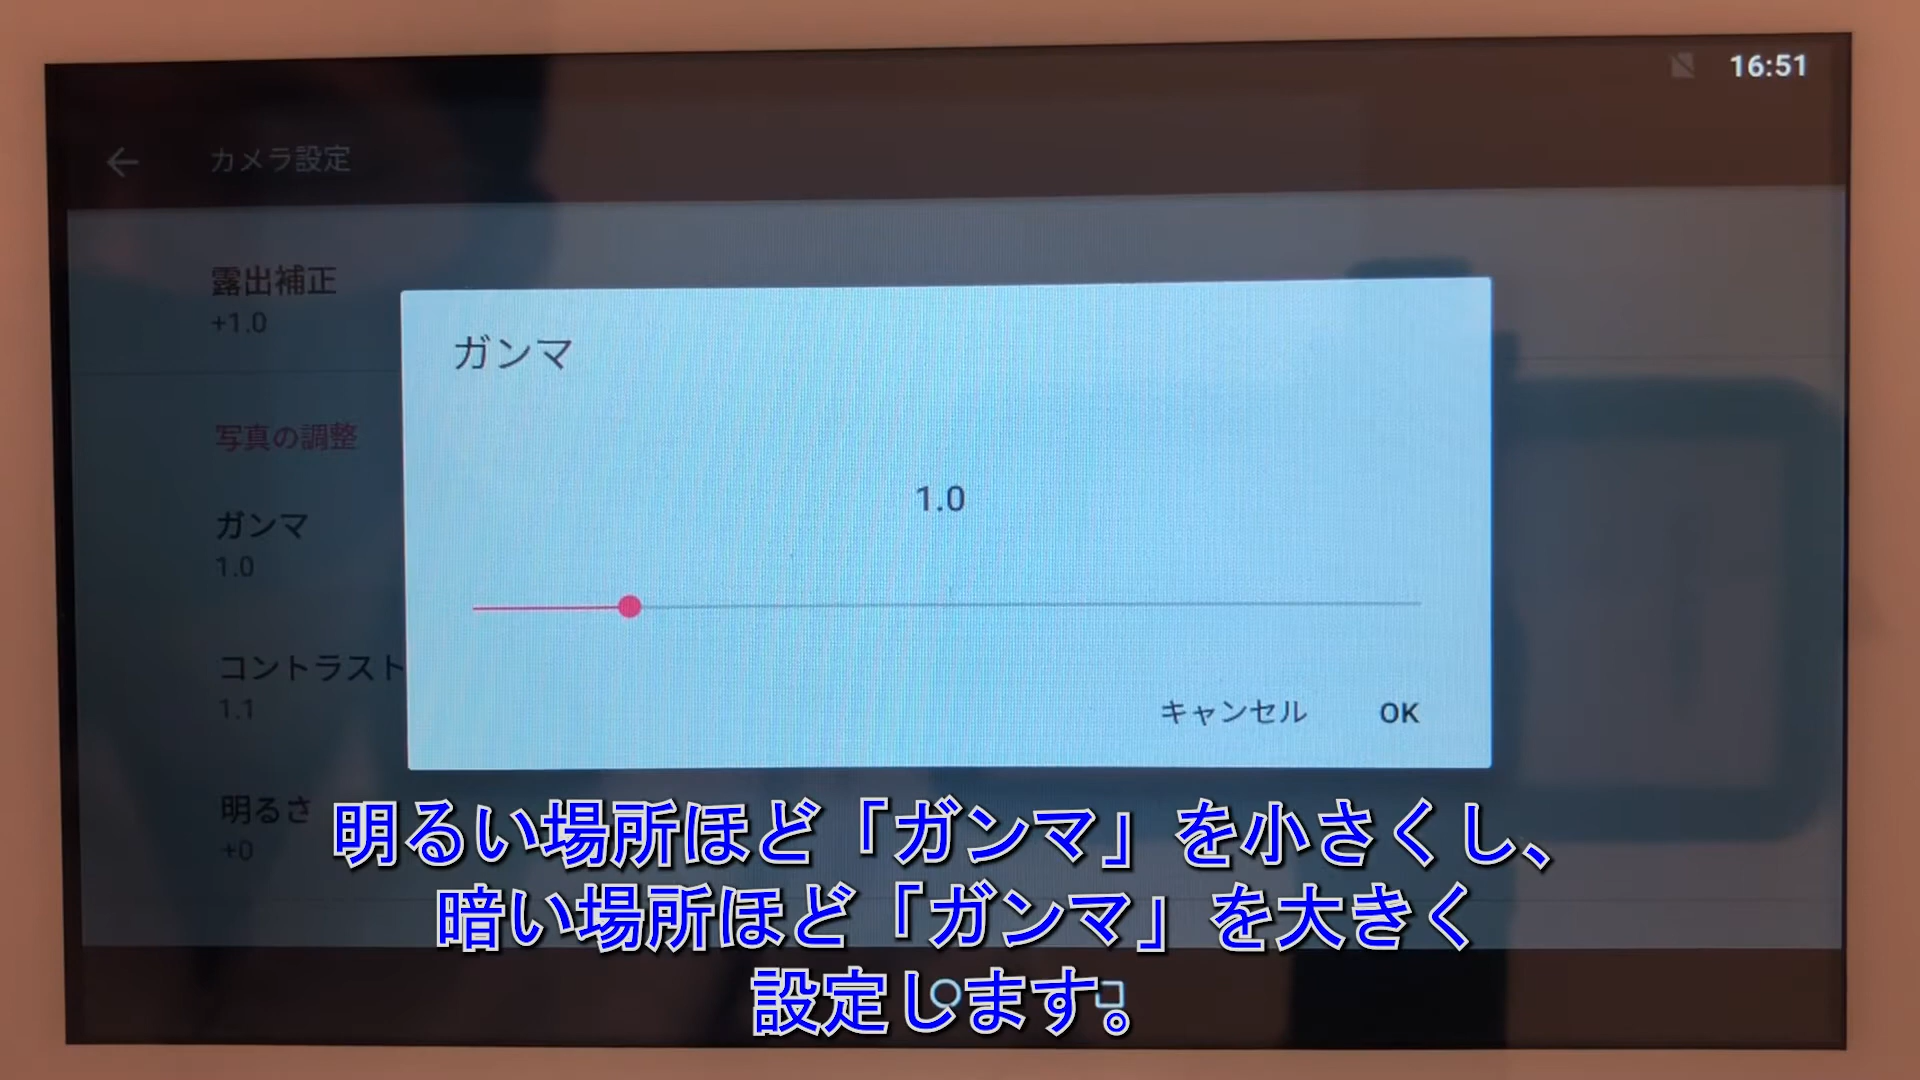 16:51
カメラ設定
露出補正
+1.0
写真の調整
ガンマ
1.0
コントラスト
1.1
明るさ
+0
ガンマ
1.0
キャンセル OK
明るい場所ほど「ガンマ」を小さくし、
暗い場所ほど「ガンマ」を大きく
設定します。